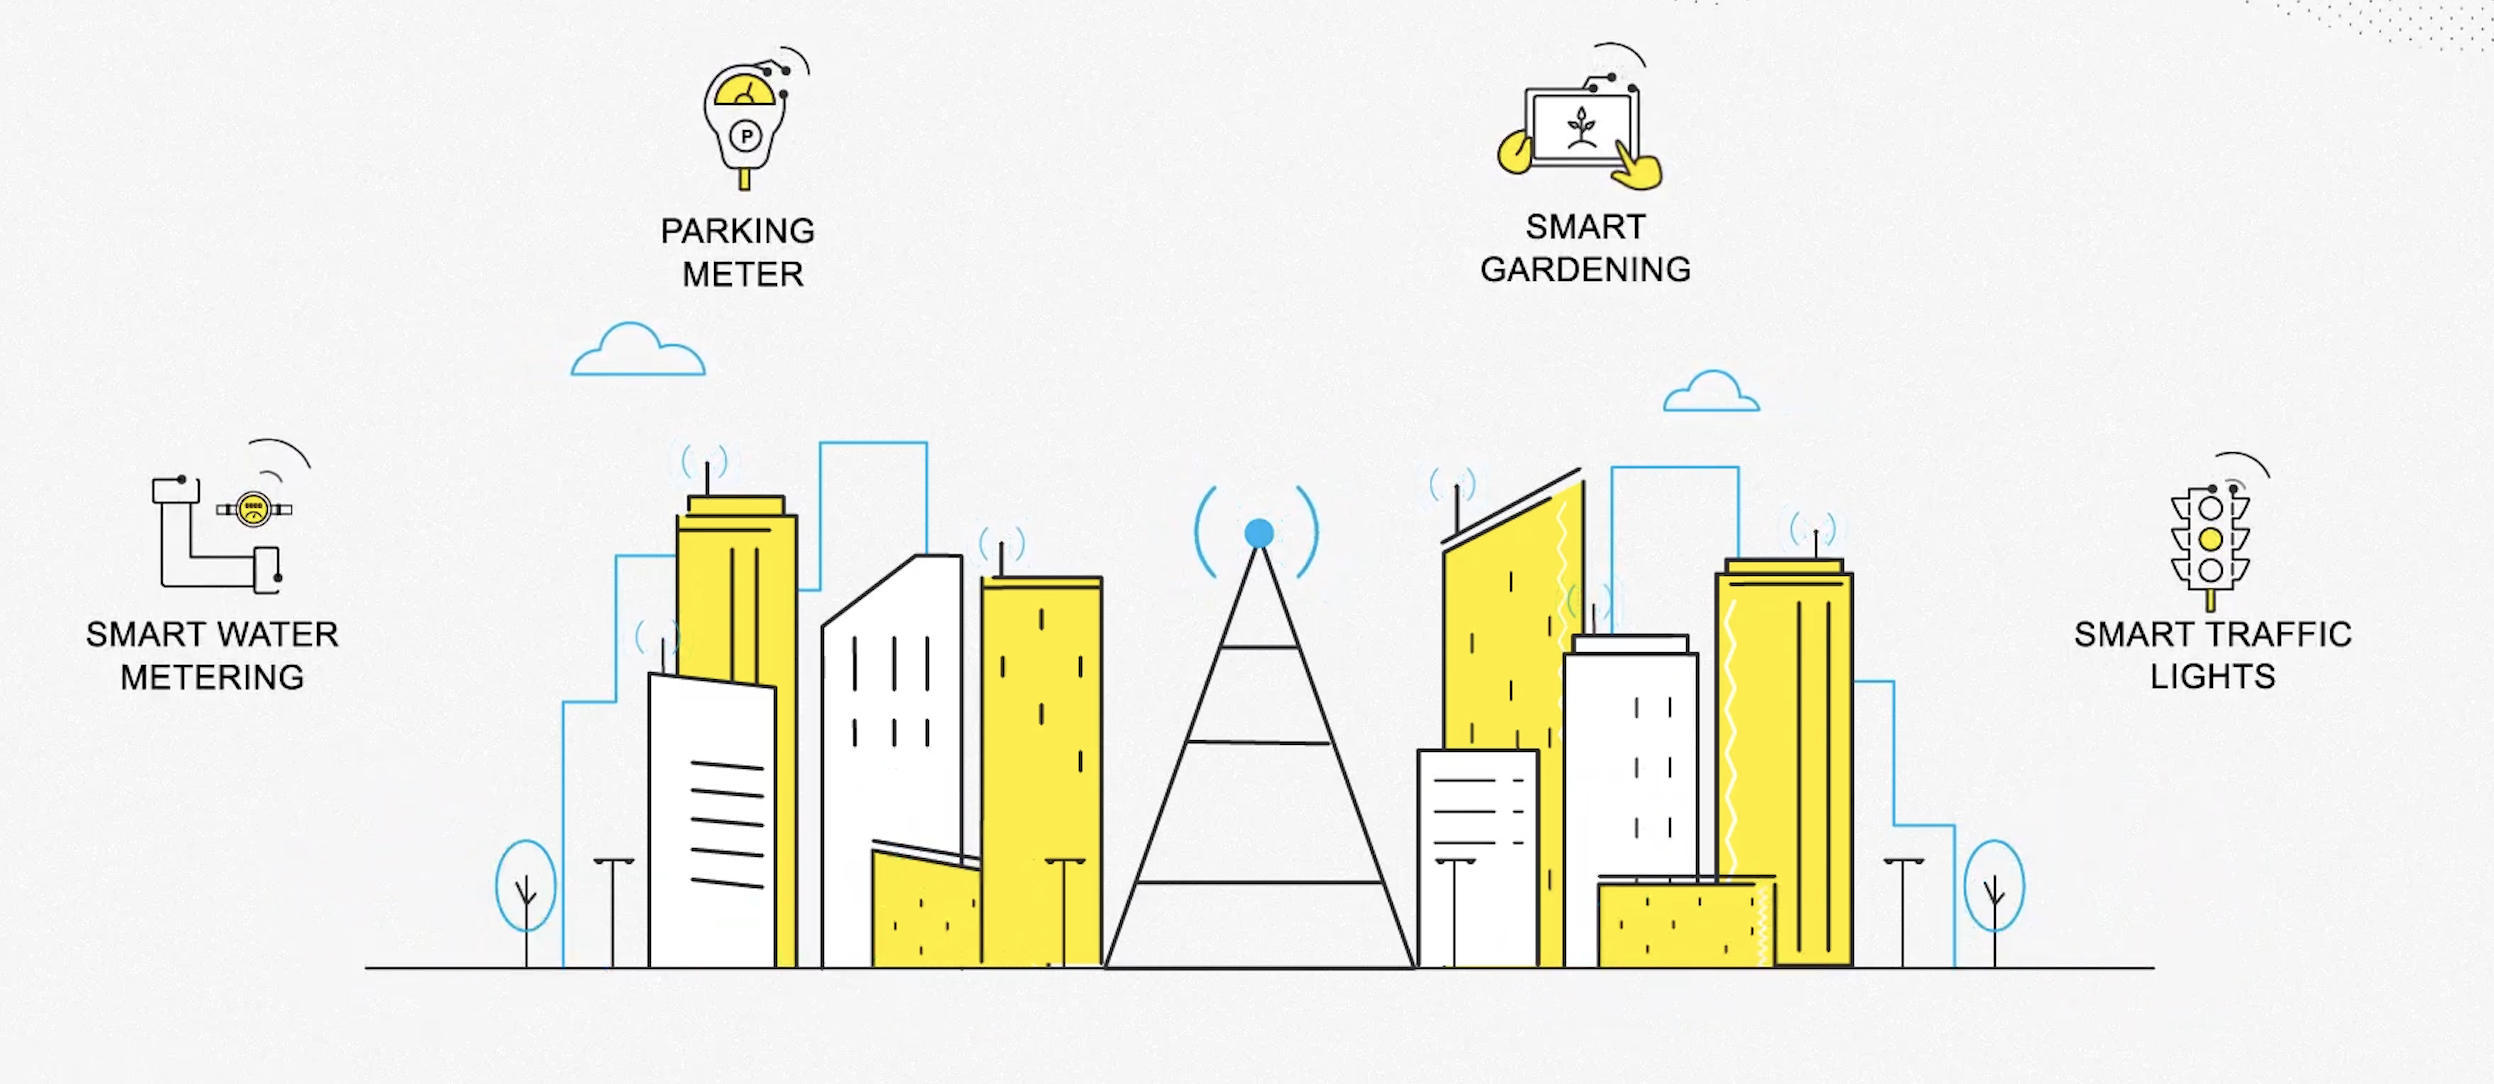 P
PARKING
METER
SMART
GARDENING
SMART WATER
METERING
SMART TRAFFIC
LIGHTS